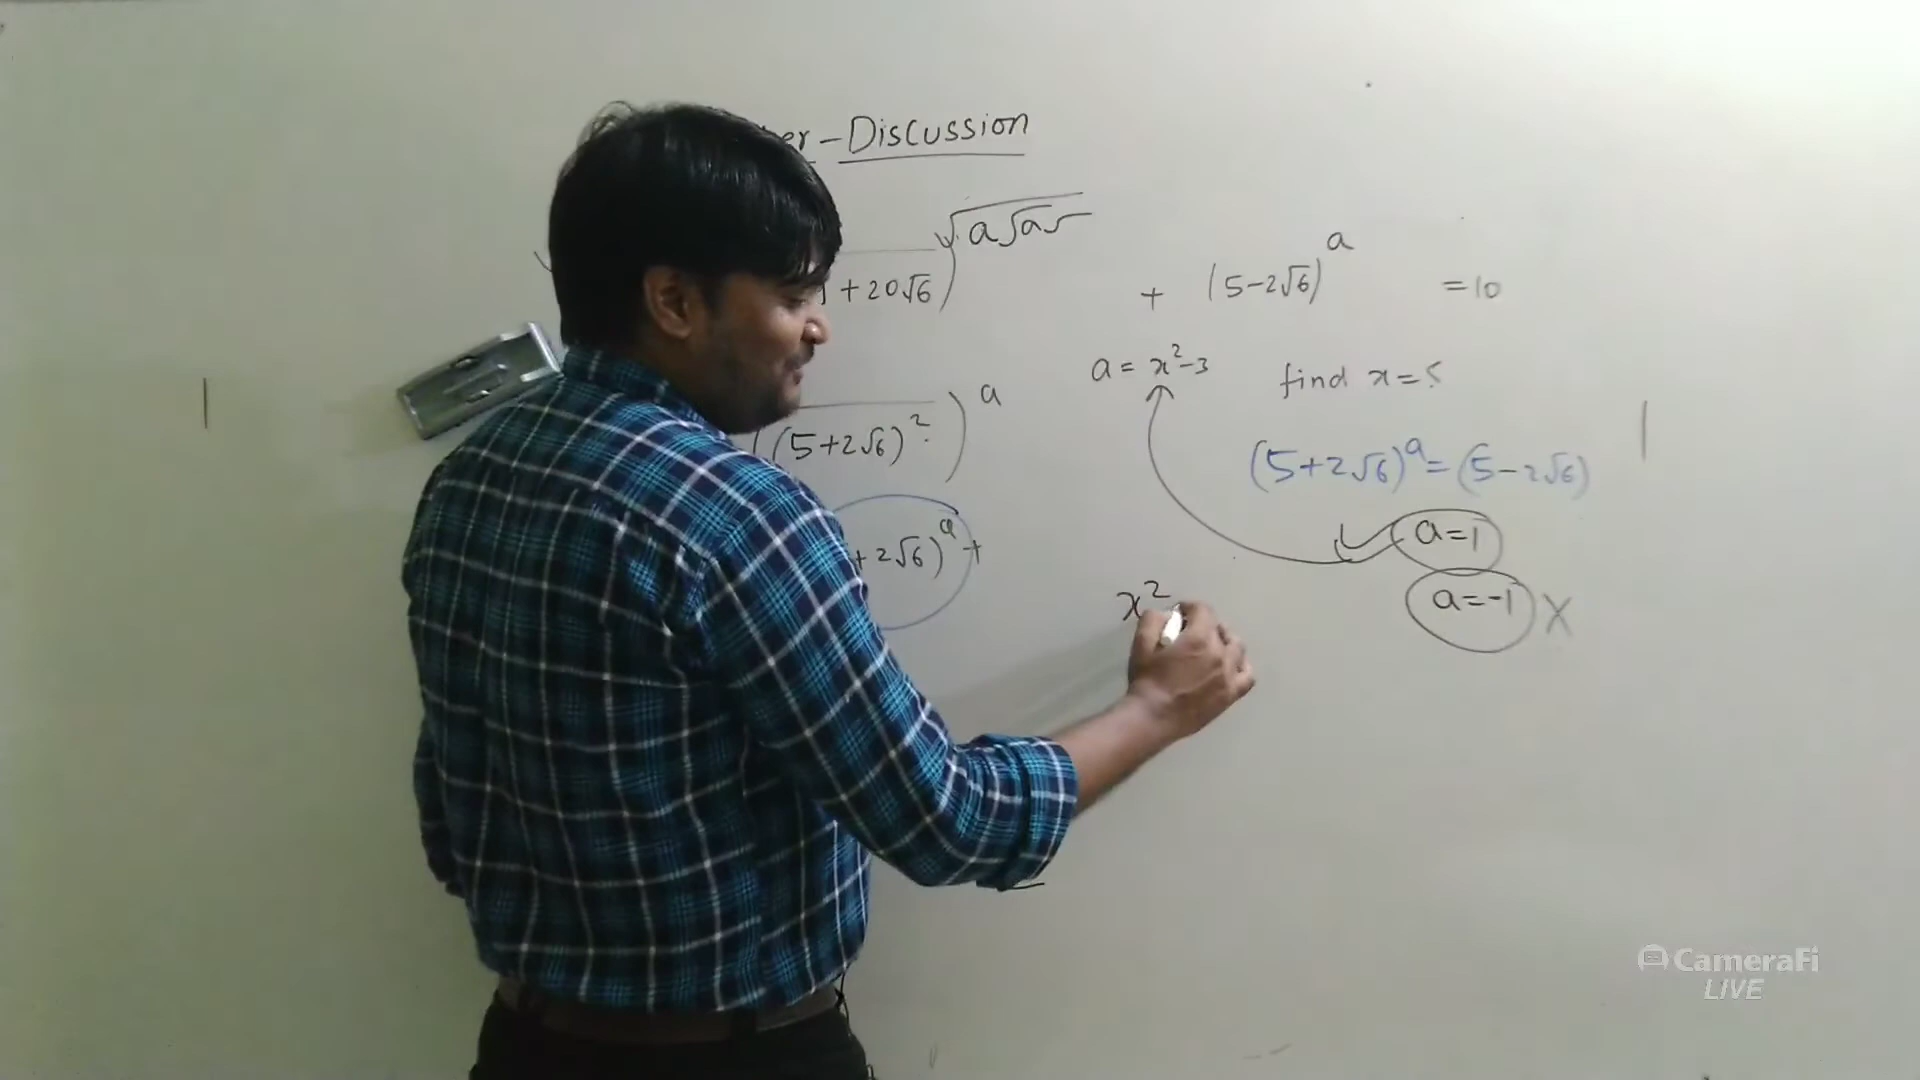 -Discussion
√a√a√
+20√6) + (5-2√6)^a =10
a = x²-3 find x=?
((5+2√6)²)^a
(5+2√6)^a = (5-2√6)
a=1
+2√6)^a +
a=-1 X
x²
CameraFi
LIVE